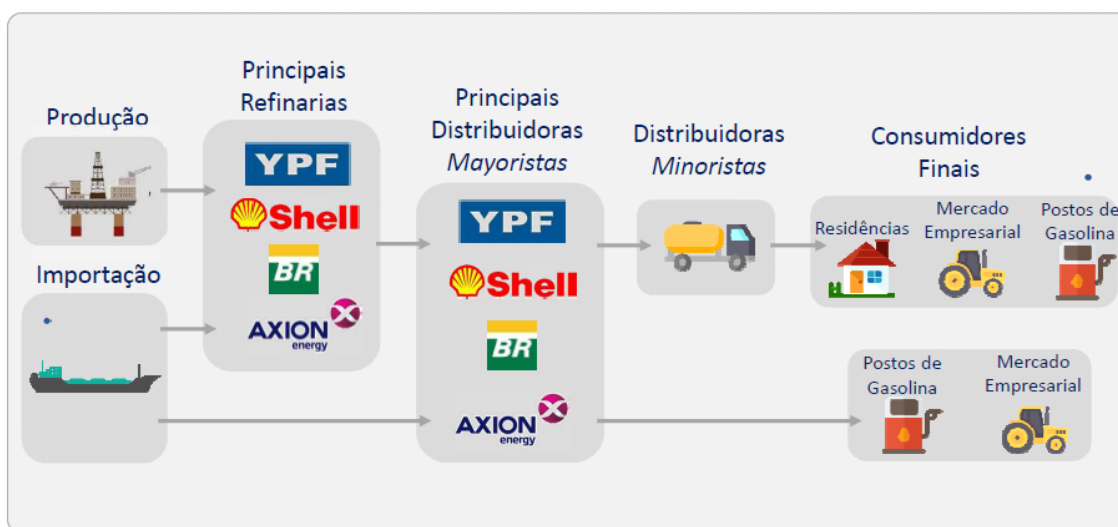 Produção
Importação
Principais
Refinarias
YPF
Shell
BR
AXION
energy
Principais
Distribuidoras
Mayoristas
YPF
Shell
BR
AXION
energy
Distribuidoras
Minoristas
Consumidores
Finais
Residências
Mercado
Empresarial
Postos de
Gasolina
Postos de
Gasolina
Mercado
Empresarial